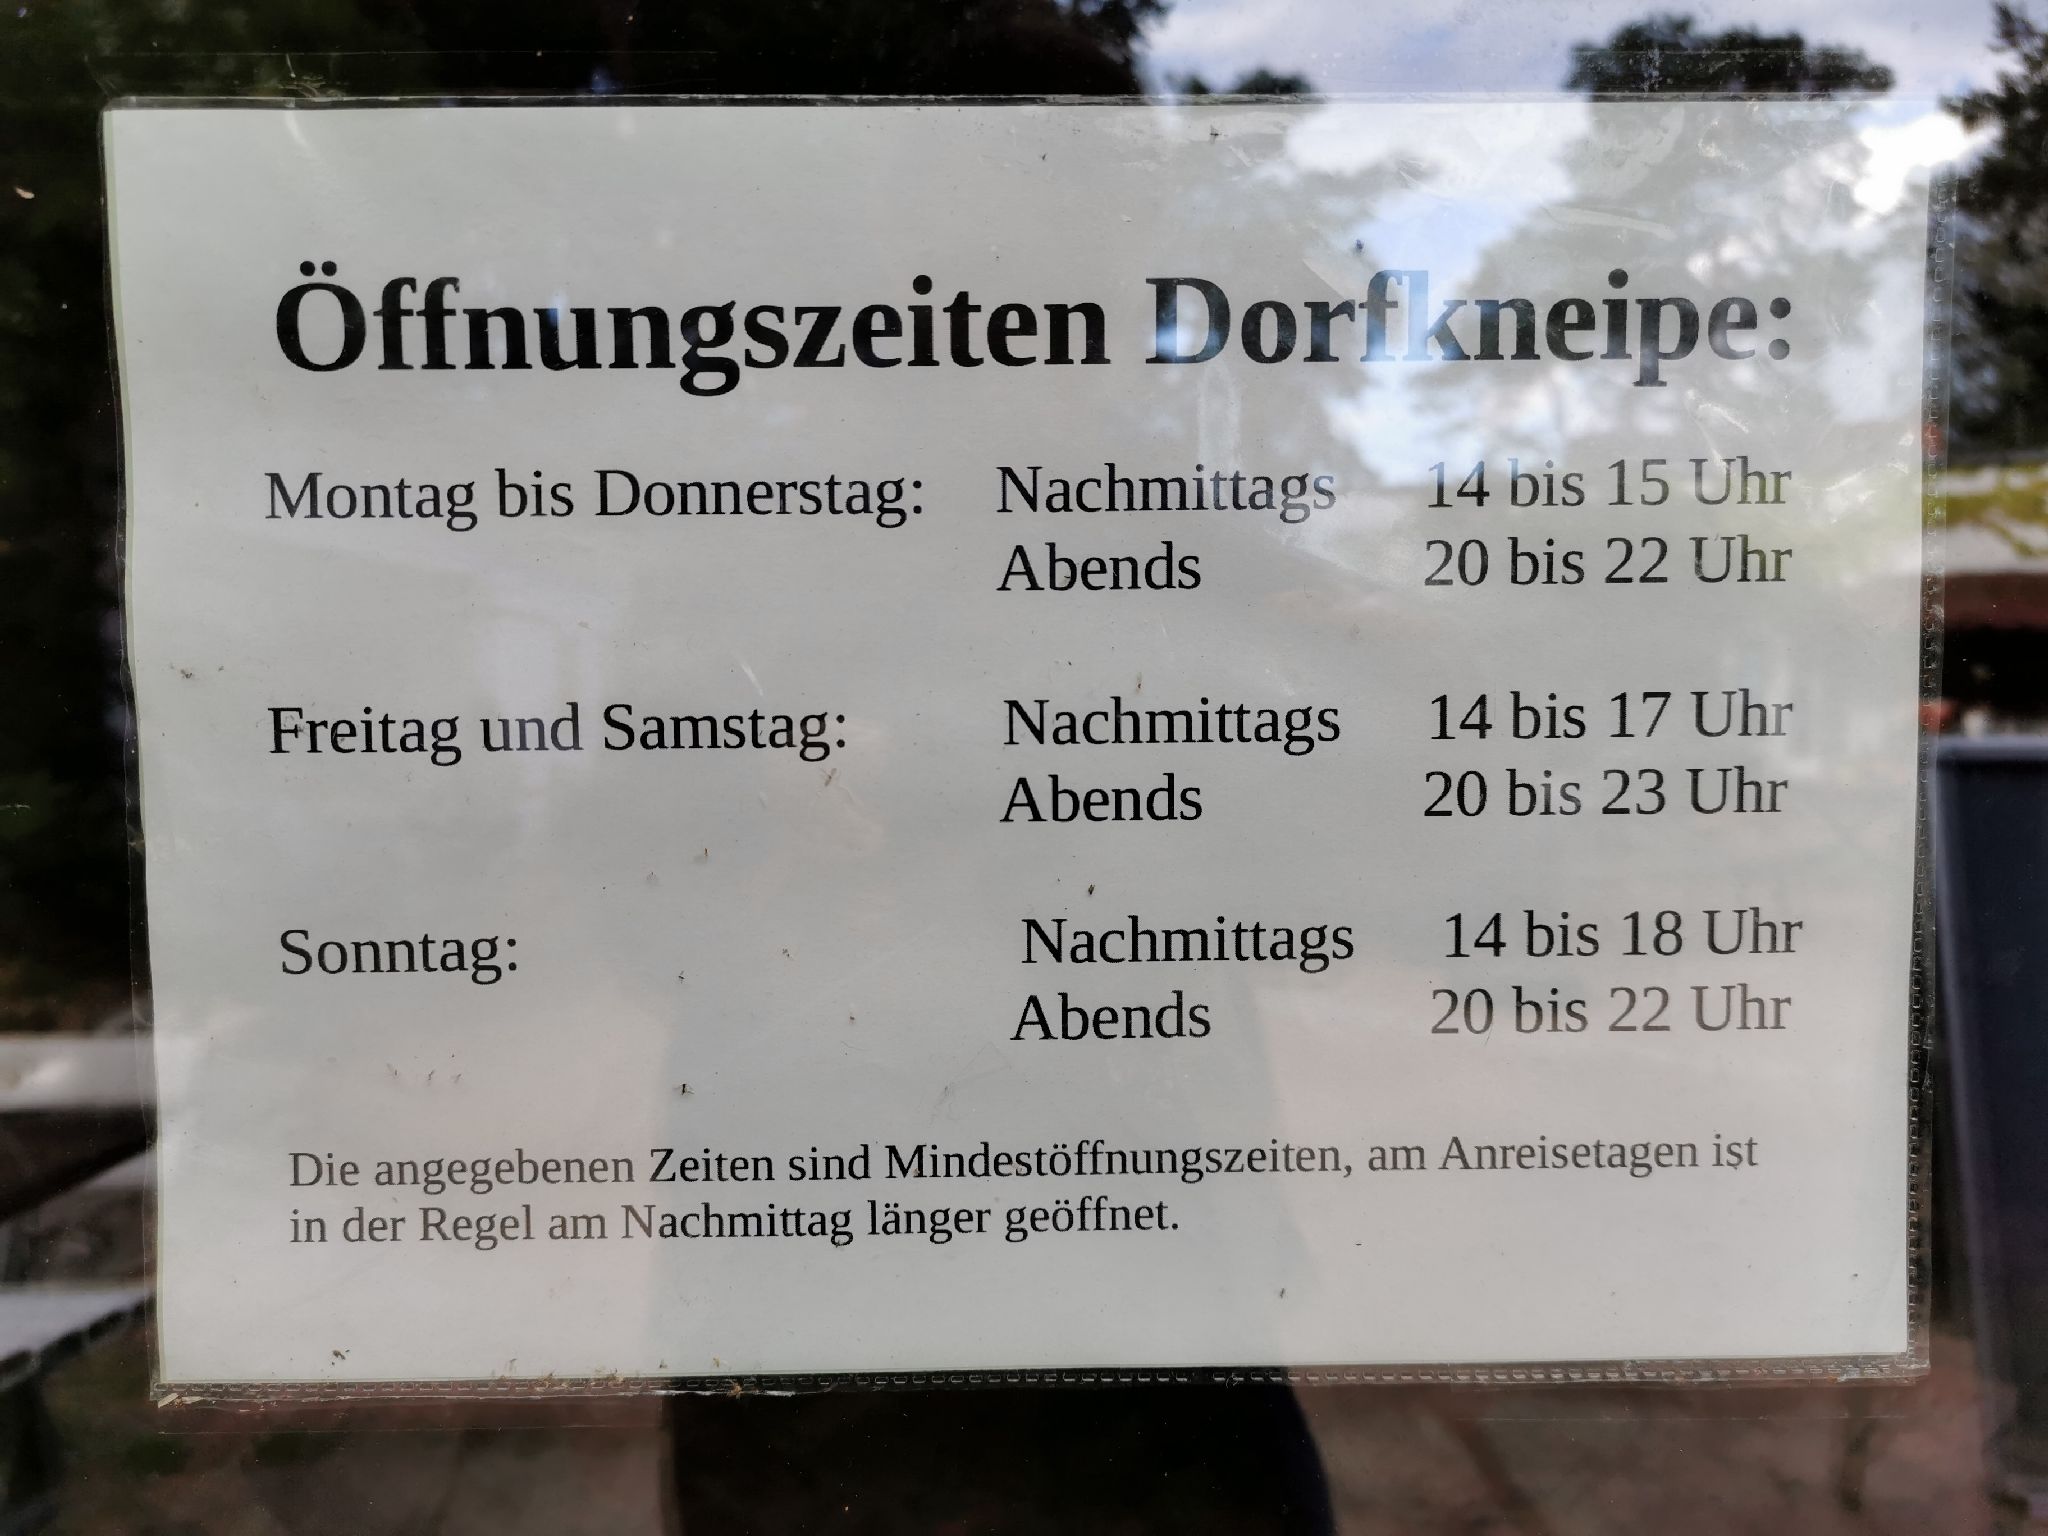 Öffnungszeiten Dorfkneipe:
Montag bis Donnerstag: Nachmittags 14 bis 15 Uhr
Abends 20 bis 22 Uhr
Freitag und Samstag: Nachmittags 14 bis 17 Uhr
Abends 20 bis 23 Uhr
Sonntag: Nachmittags 14 bis 18 Uhr
Abends 20 bis 22 Uhr
Die angegebenen Zeiten sind Mindestöffnungszeiten, am Anreisetagen ist
in der Regel am Nachmittag länger geöffnet.